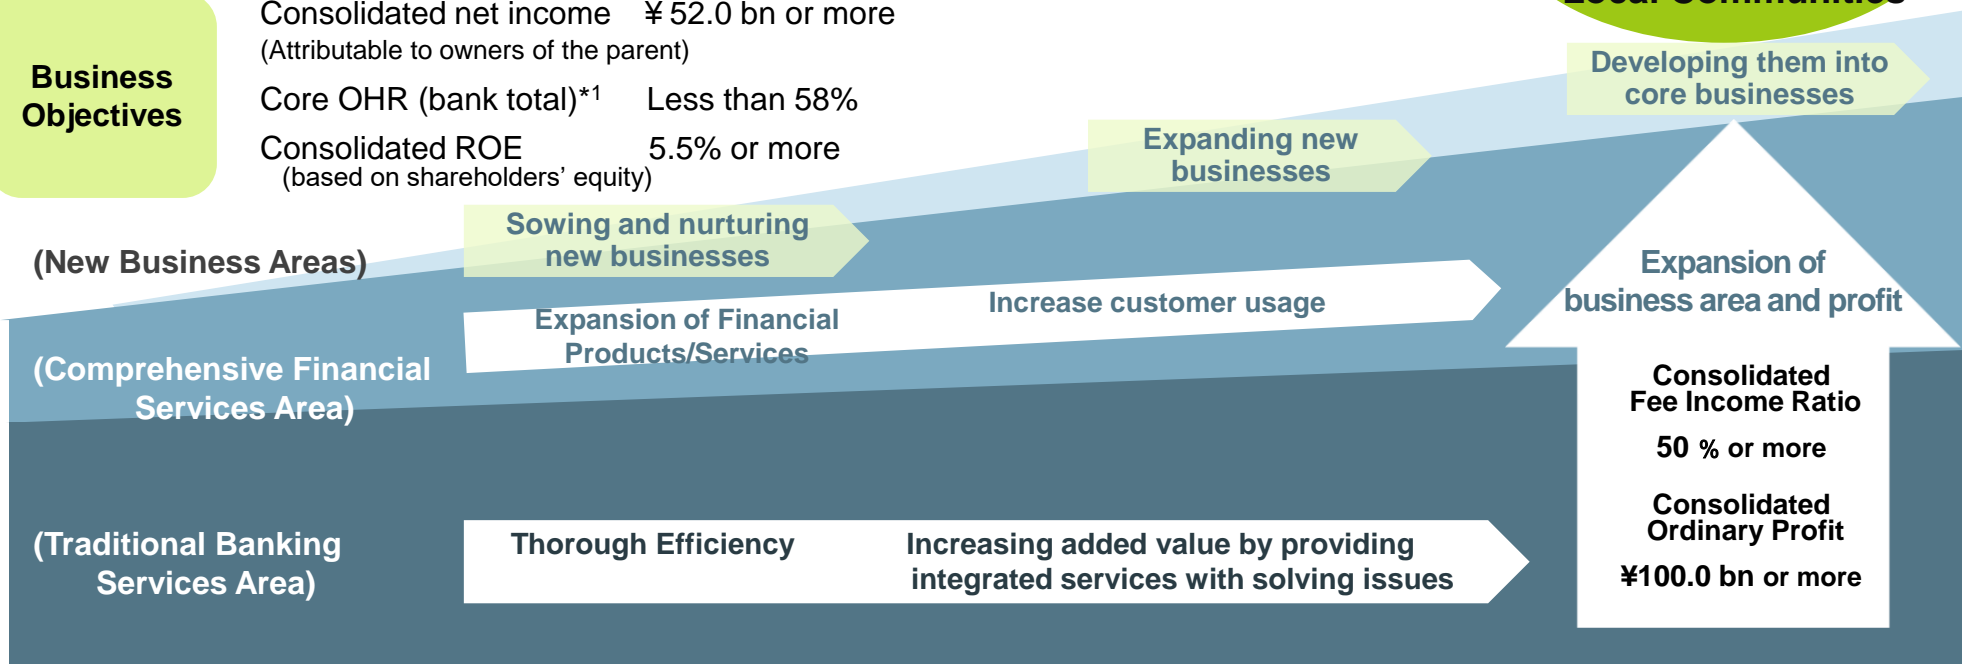 Local Communities
Consolidated net income ¥ 52.0 bn or more
(Attributable to owners of the parent)
Business
Objectives
Core OHR (bank total)*1 Less than 58%
Consolidated ROE 5.5% or more
(based on shareholders' equity)
Developing them into
core businesses
Expanding new
businesses
Sowing and nurturing
new businesses
(New Business Areas)
Expansion of
business area and profit
Increase customer usage
Expansion of Financial
Products/Services
(Comprehensive Financial
Services Area)
Consolidated
Fee Income Ratio
50 % or more
Consolidated
Ordinary Profit
¥100.0 bn or more
(Traditional Banking
Services Area)
Thorough Efficiency
Increasing added value by providing
integrated services with solving issues